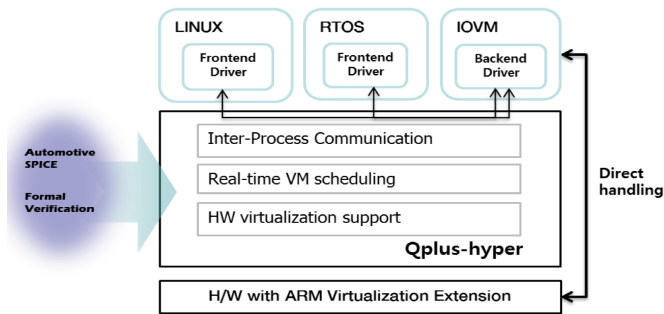 LINUX
RTOS
IOVM
Frontend
Driver
Frontend
Driver
Backend
Driver
Inter-Process Communication
Real-time VM scheduling
HW virtualization support
Qplus-hyper
Automotive
SPICE
Formal
Verification
Direct
handling
H/W with ARM Virtualization Extension